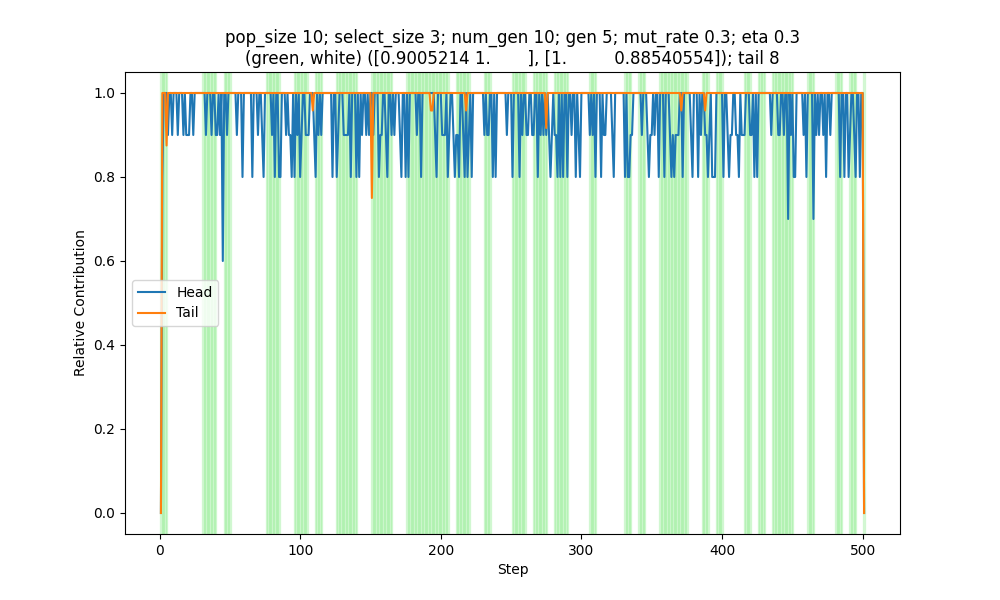 pop_size 10; select_size 3; num_gen 10; gen 5; mut_rate 0.3; eta 0.3
(green, white) ([0.9005214 1.        ], [1.         0.88540554]); tail 8
1.0
0.8
0.6
0.4
0.2
0.0
Relative Contribution
Head
Tail
0 100 200 300 400 500
Step